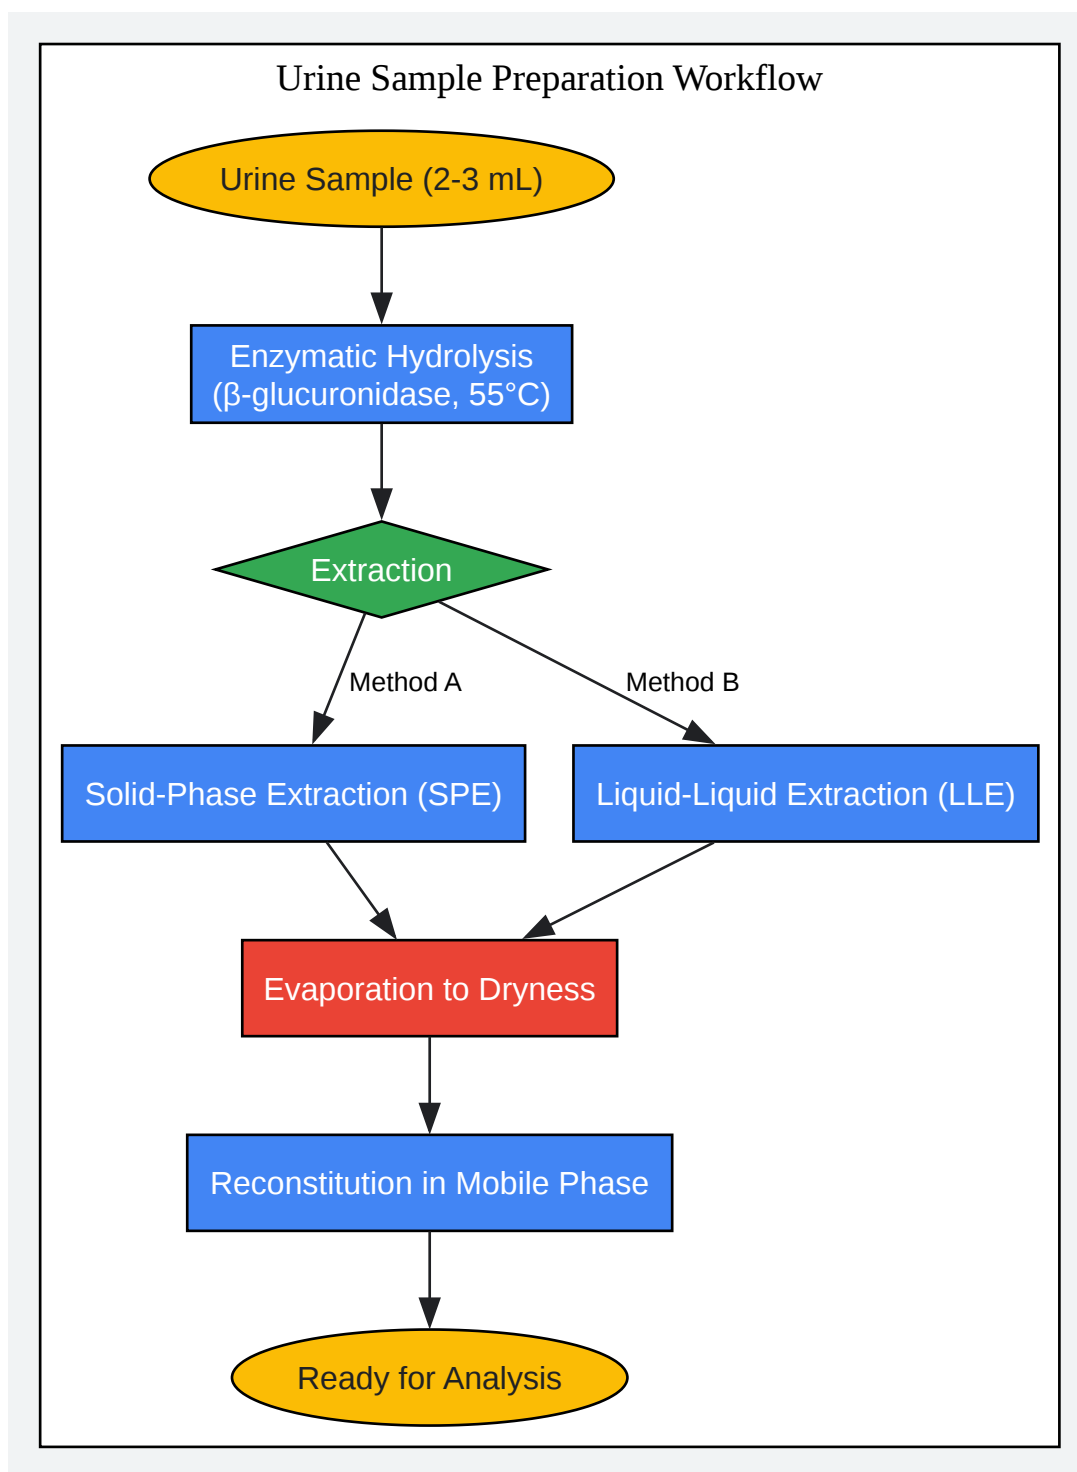 Urine Sample Preparation Workflow
Urine Sample (2-3 mL)
Enzymatic Hydrolysis
(β-glucuronidase, 55°C)
Extraction
Method A
Method B
Solid-Phase Extraction (SPE)
Liquid-Liquid Extraction (LLE)
Evaporation to Dryness
Reconstitution in Mobile Phase
Ready for Analysis